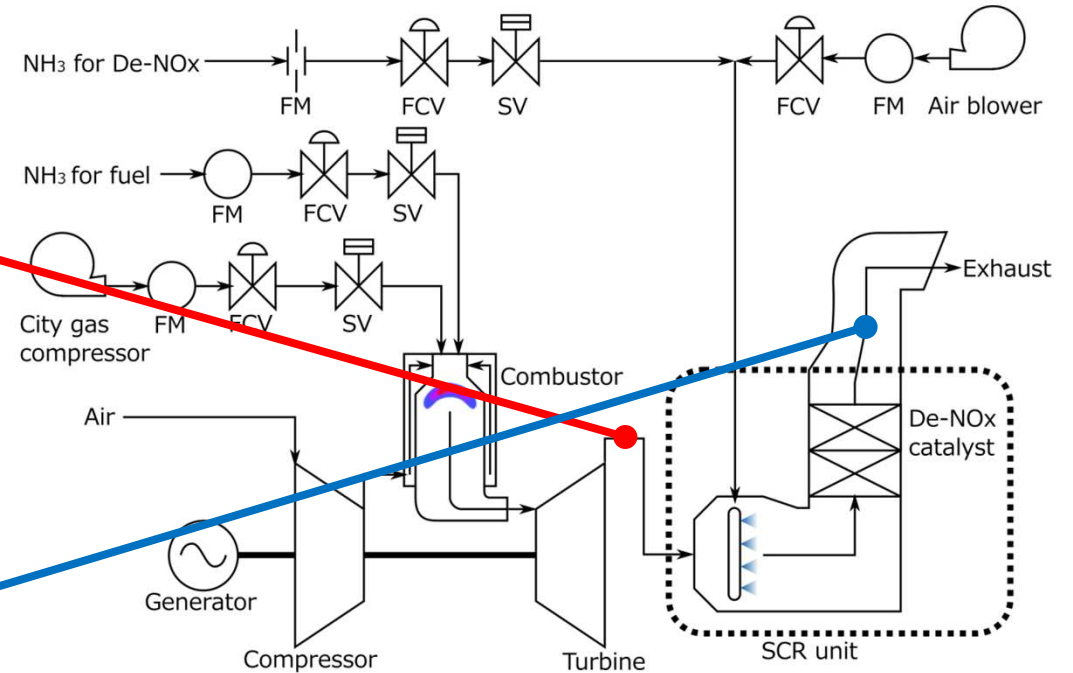 NH₃ for De-NOx
FM
FCV
SV
FCV
FM
Air blower
NH₃ for fuel
FM
FCV
SV
City gas
compressor
FM
FCV
SV
Exhaust
Combustor
Air
De-NOx
catalyst
Generator
Compressor
Turbine
SCR unit